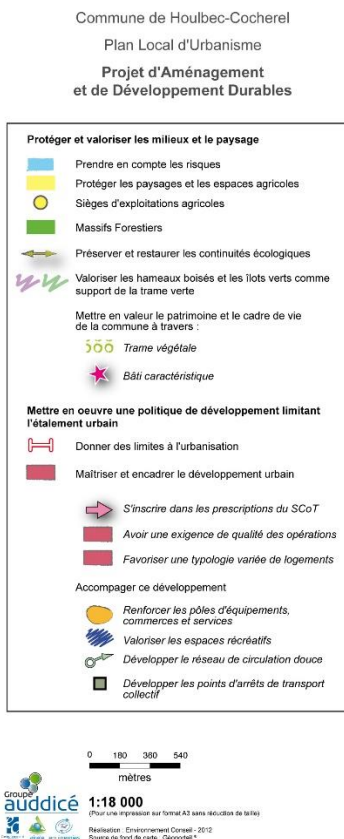 Commune de Houlbec-Cocherel
Plan Local d'Urbanisme
Projet d'Aménagement
et de Développement Durables
Protéger et valoriser les milieux et le paysage
Prendre en compte les risques
Protéger les paysages et les espaces agricoles
Sièges d'exploitations agricoles
Massifs Forestiers
Préserver et restaurer les continuités écologiques
Valoriser les hameaux boisés et les îlots verts comme
support de la trame verte
Mettre en valeur le patrimoine et le cadre de vie
de la commune à travers :
Trame végétale
Bâti caractéristique
Mettre en oeuvre une politique de développement limitant
l'étalement urbain
Donner des limites à l'urbanisation
Maîtriser et encadrer le développement urbain
S'inscrire dans les prescriptions du SCoT
Avoir une exigence de qualité des opérations
Favoriser une typologie variée de logements
Accompager ce développement
Renforcer les pôles d'équipements,
commerces et services
Valoriser les espaces récréatifs
Développer le réseau de circulation douce
Développer les points d'arrêts de transport
collectif
0 180 360 540
mètres
Groupe
auddicé
1:18 000
(Pour une impression sur format A3 sans réduction de taille)
Réalisation : Environnement Conseil - 2012
Source de fond de carte : Géoportail ®